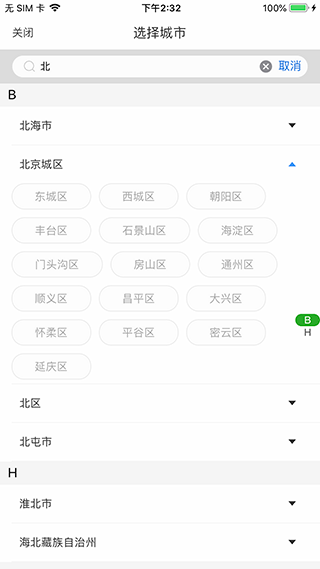 无 SIM 卡 下午2:32 100%
关闭 选择城市
北 取消
B
北海市
北京城区
东城区 西城区 朝阳区
丰台区 石景山区 海淀区
门头沟区 房山区 通州区
顺义区 昌平区 大兴区
怀柔区 平谷区 密云区
B
H
延庆区
北区
北屯市
H
淮北市
海北藏族自治州